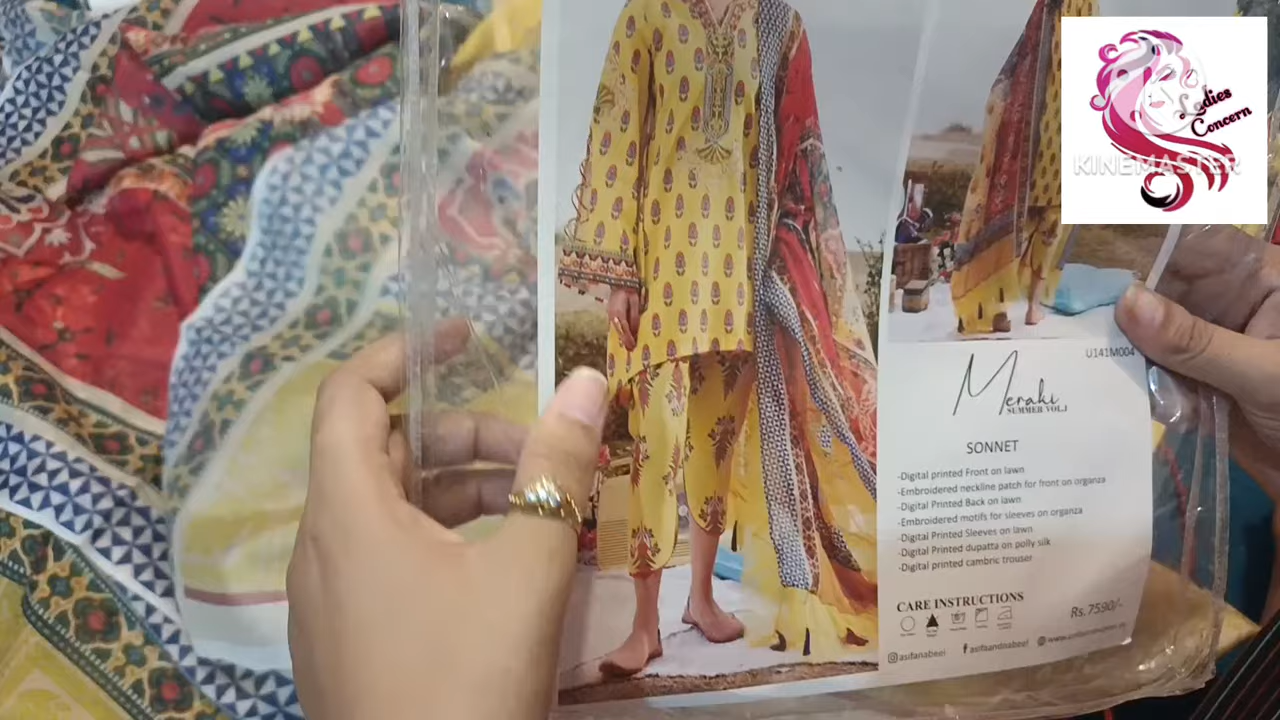 Ladies
Concern
KINEMASTER
U141M004
Meraki
SUMMER VOL.1
SONNET
-Digital printed Front on lawn
-Embroidered neckline patch for front on organza
-Digital Printed Back on lawn
-Embroidered motifs for sleeves on organza
-Digital Printed Sleeves on lawn
-Digital Printed dupatta on polly silk
-Digital printed cambric trouser
CARE INSTRUCTIONS
Rs.7590/-
asifanabeel
asifaandnabeel